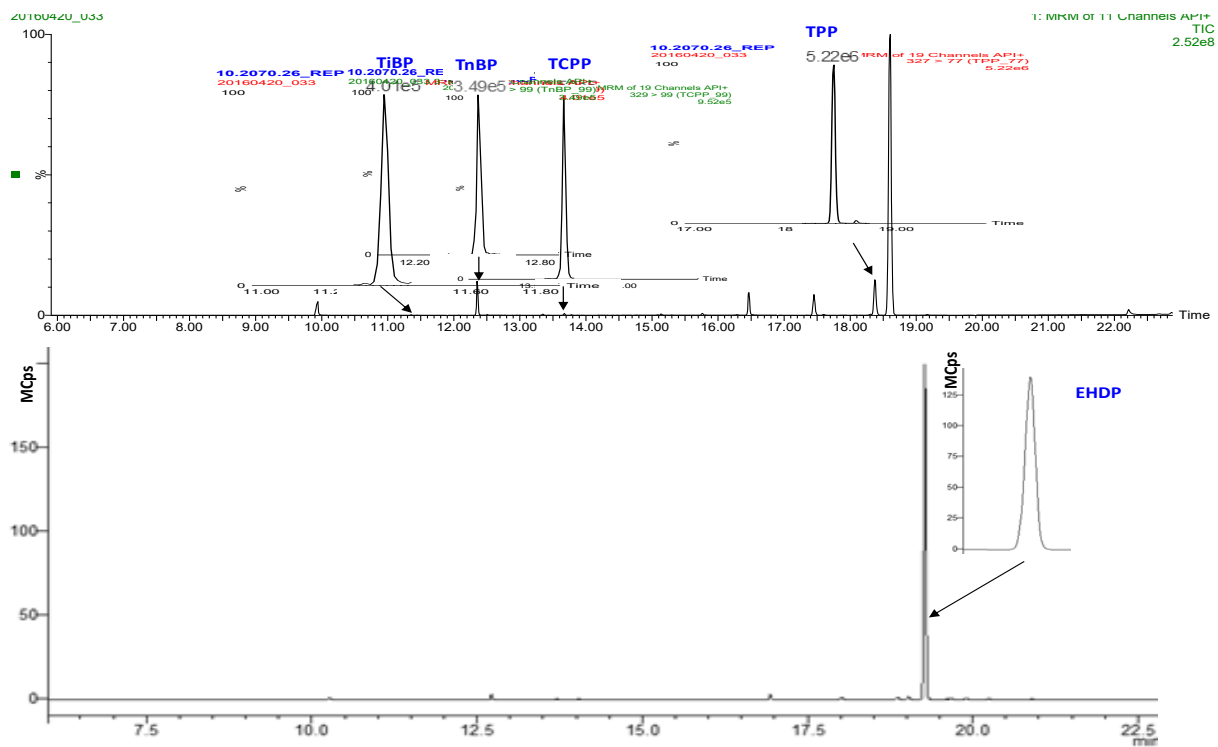 20160420_033
1: MRM of 11 Channels API+
TIC
2.52e8
100
%
TiBP
TnBP
TCPP
TPP
10.2070.26_REP
20160420_033
100
%
10.2070.26_RE
100
%
4.01e5
3.49e5
100
%
> 99 (TnBP_99)
MRM of 19 Channels API+
329 > 99 (TCPP_99)
9.52e5
10.2070.26_REP
20160420_033
100
%
5.22e6
MRM of 19 Channels API+
327 > 77 (TPP_77)
5.22e6
0
17.00 18 19.00
Time
0
12.20 12.80
Time
0
Time
11.00 11.60 13. 11.80 .00
Time
0
6.00 7.00 8.00 9.00 10.00 11.00 12.00 13.00 14.00 15.00 16.00 17.00 18.00 19.00 20.00 21.00 22.00
Time
MCps
150
100
50
0
7.5 10.0 12.5 15.0 17.5 20.0 22.5
min
MCps
125
100
75
50
25
0
EHDP